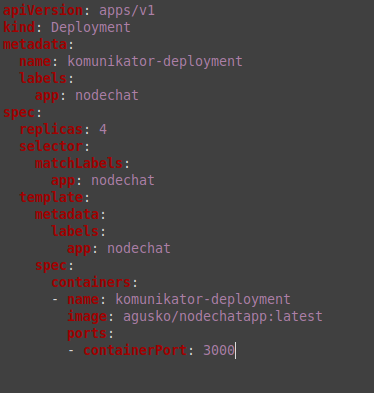 apiVersion: apps/v1
kind: Deployment
metadata:
  name: komunikator-deployment
  labels:
    app: nodechat
spec:
  replicas: 4
  selector:
    matchLabels:
      app: nodechat
  template:
    metadata:
      labels:
        app: nodechat
    spec:
      containers:
      - name: komunikator-deployment
        image: agusko/nodechatapp:latest
        ports:
        - containerPort: 3000